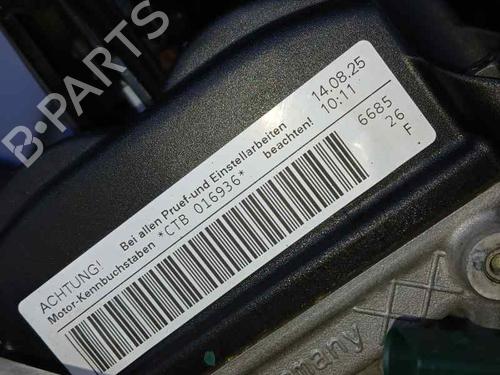 B-PARTS
ACHTUNG! Bei allen Pruef-und Einstellarbeiten 14.08.25
Motor-Kennbuchstaben *CTB 016936* beachten! 10:11
6685
26
F
many